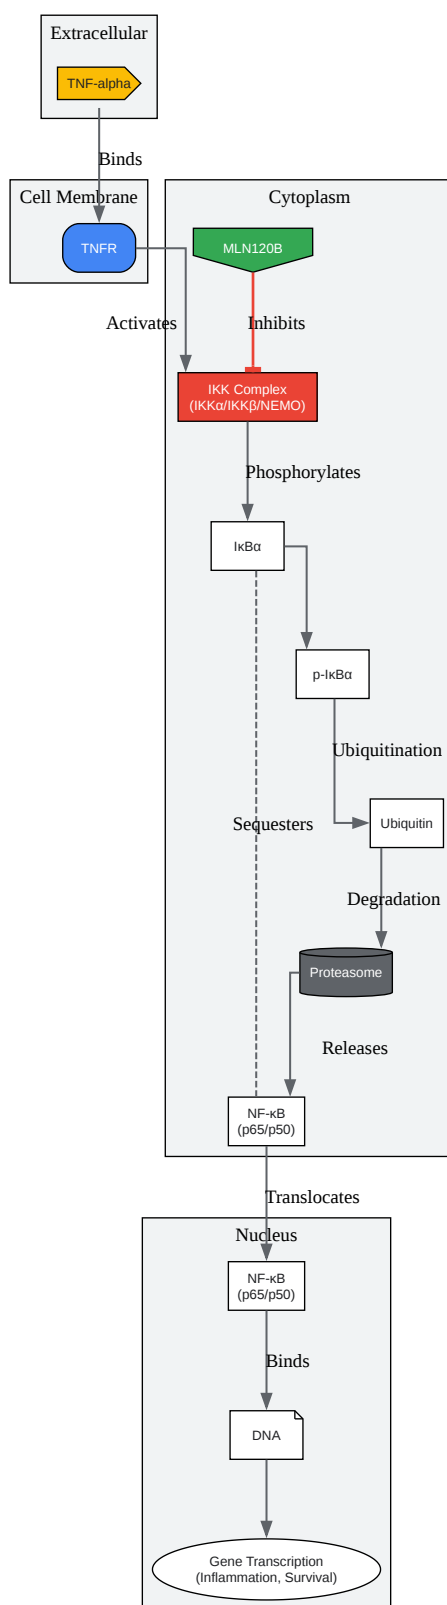 Extracellular
TNF-alpha
Binds
Cell Membrane
Cytoplasm
TNFR
MLN120B
Activates
Inhibits
IKK Complex
(IKKα/IKKβ/NEMO)
Phosphorylates
IκBα
p-IκBα
Ubiquitination
Ubiquitin
Sequesters
Degradation
Proteasome
Releases
NF-κB
(p65/p50)
Translocates
Nucleus
NF-κB
(p65/p50)
Binds
DNA
Gene Transcription
(Inflammation, Survival)